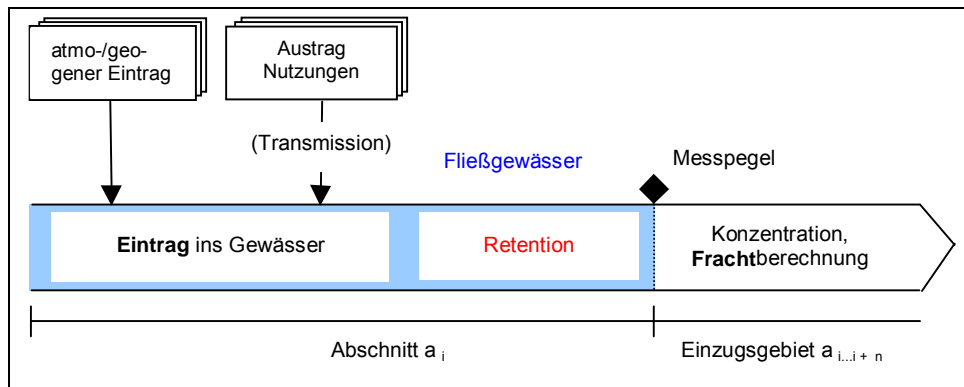 atmo-/geo-
gener Eintrag
Austrag
Nutzungen
(Transmission)
Fließgewässer
Messpegel
Eintrag ins Gewässer
Retention
Konzentration,
Frachtberechnung
Abschnitt a i
Einzugsgebiet a i...i + n